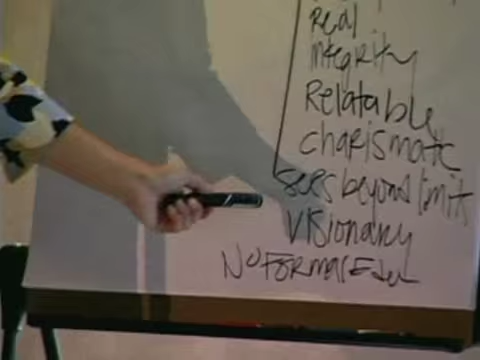 Real
Integrity
Relatable
Charismatic
Sees beyond limits
Visionary
No Formal Edu